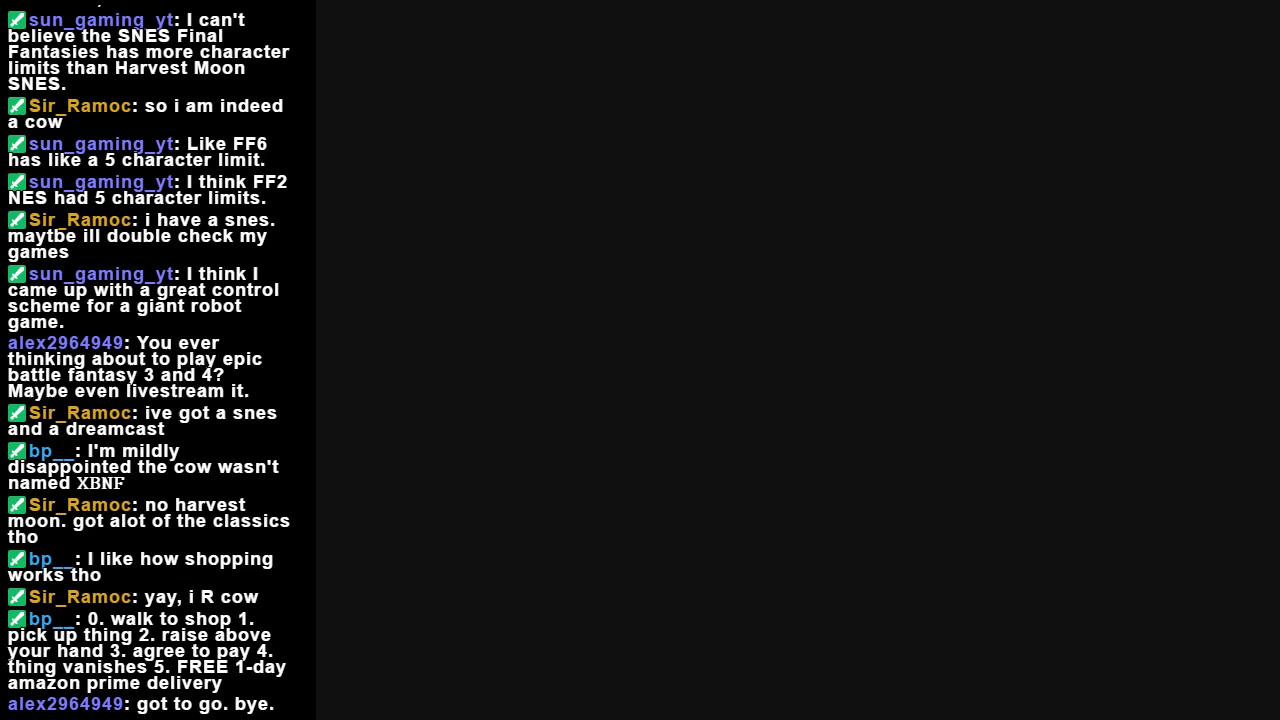 sun_gaming_yt: I can't
believe the SNES Final
Fantasies has more character
limits than Harvest Moon
SNES.
Sir_Ramoc: so i am indeed
a cow
sun_gaming_yt: Like FF6
has like a 5 character limit.
sun_gaming_yt: I think FF2
NES had 5 character limits.
Sir_Ramoc: i have a snes.
maytbe ill double check my
games
sun_gaming_yt: I think I
came up with a great control
scheme for a giant robot
game.
alex2964949: You ever
thinking about to play epic
battle fantasy 3 and 4?
Maybe even livestream it.
Sir_Ramoc: ive got a snes
and a dreamcast
bp__: I'm mildly
disappointed the cow wasn't
named XBNF
Sir_Ramoc: no harvest
moon. got alot of the classics
tho
bp__: I like how shopping
works tho
Sir_Ramoc: yay, i R cow
bp__: 0. walk to shop 1.
pick up thing 2. raise above
your hand 3. agree to pay 4.
thing vanishes 5. FREE 1-day
amazon prime delivery
alex2964949: got to go. bye.